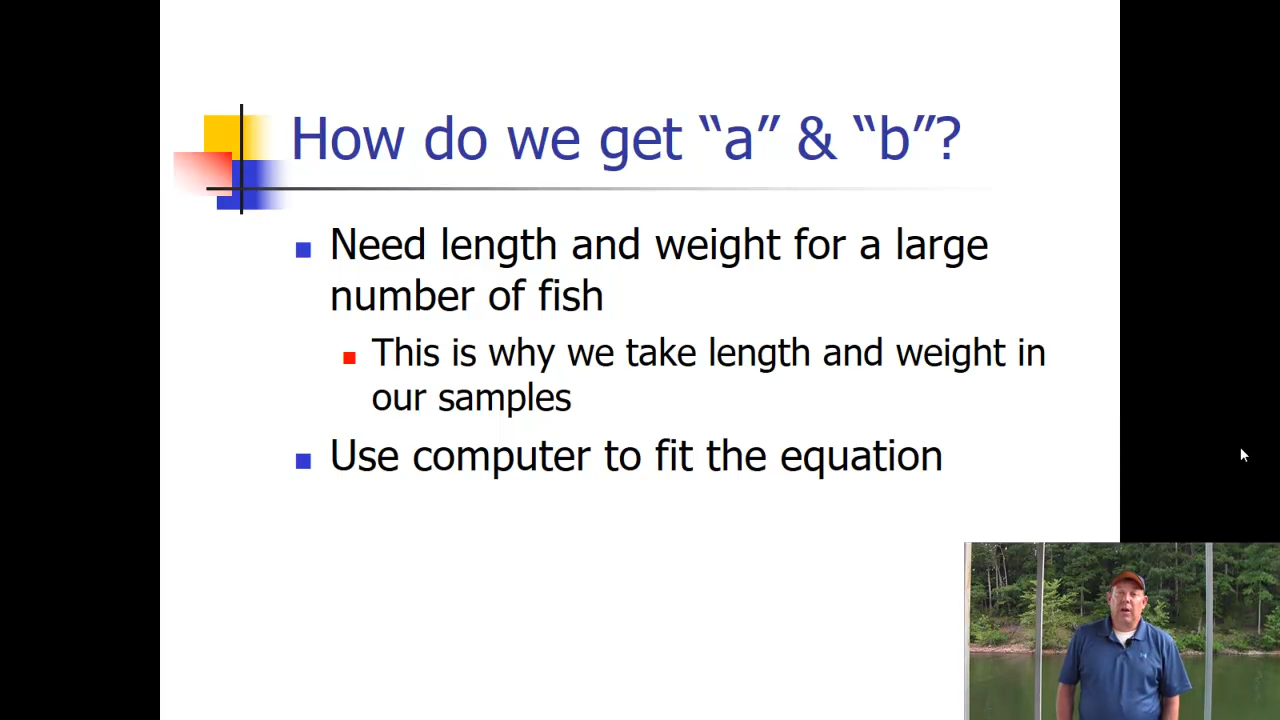 How do we get “a” & “b”?
Need length and weight for a large
number of fish
This is why we take length and weight in
our samples
Use computer to fit the equation